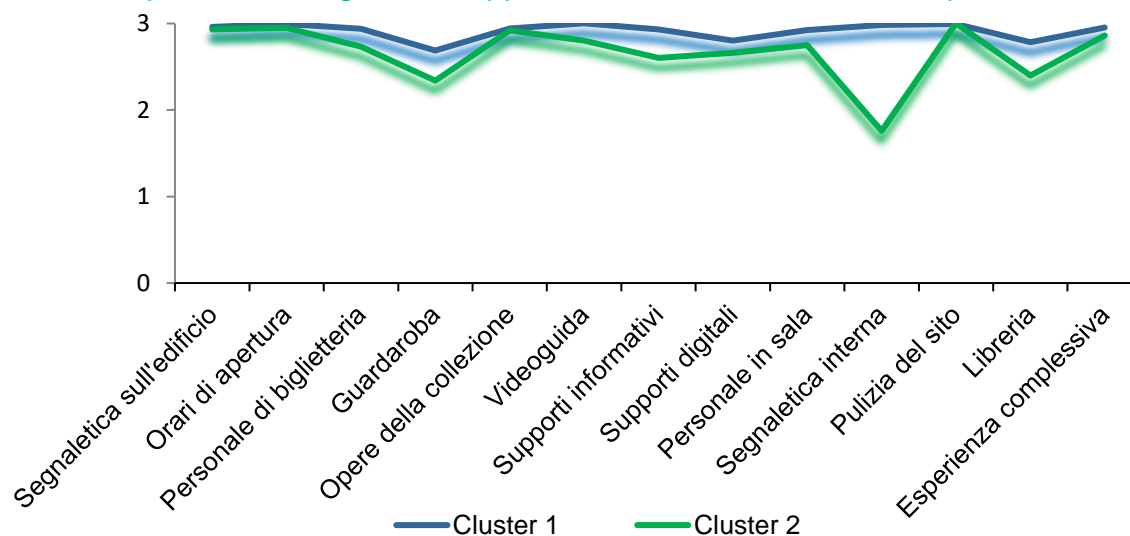 3
2
1
0
Segnaletica sull'edificio
Orari di apertura
Personale di biglietteria
Guardaroba
Opere della collezione
Videoguida
Supporti informativi
Supporti digitali
Personale in sala
Segnaletica interna
Pulizia del sito
Libreria
Esperienza complessiva
Cluster 1
Cluster 2